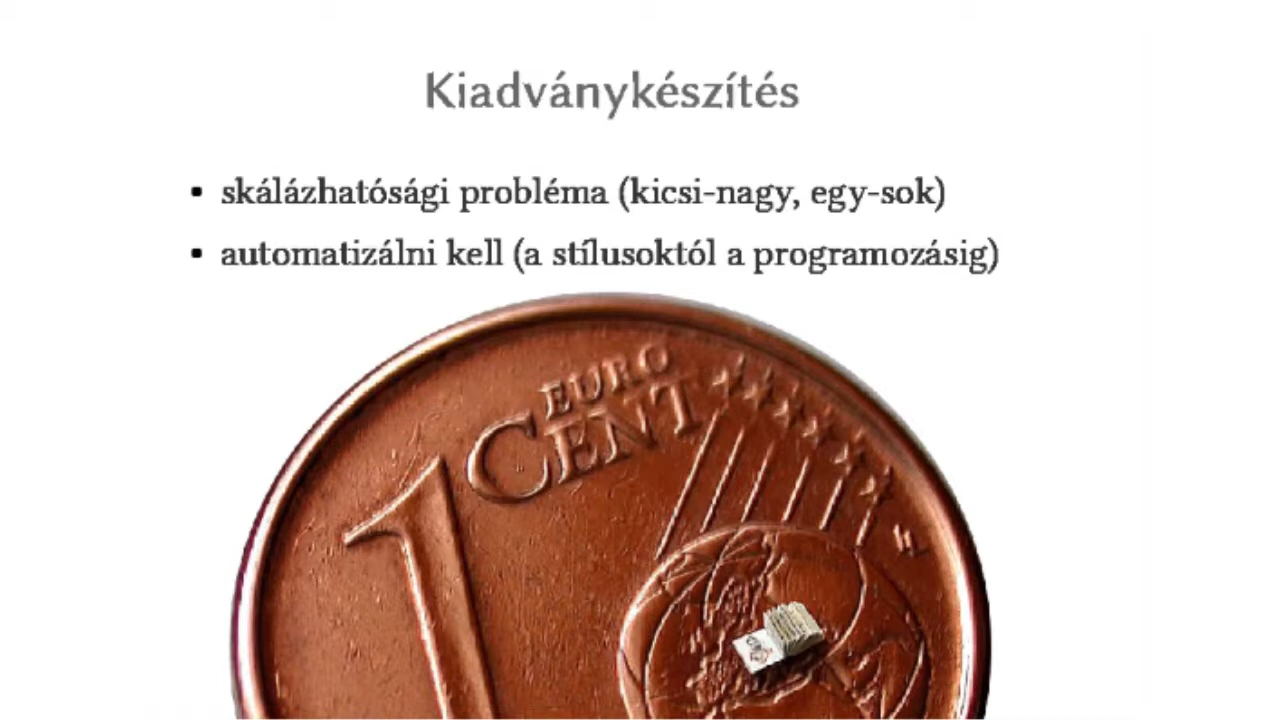 Kiadványkészítés
• skálázhatósági probléma (kicsi-nagy, egy-sok)
• automatizálni kell (a stílusoktól a programozásig)
EURO
CENT
1